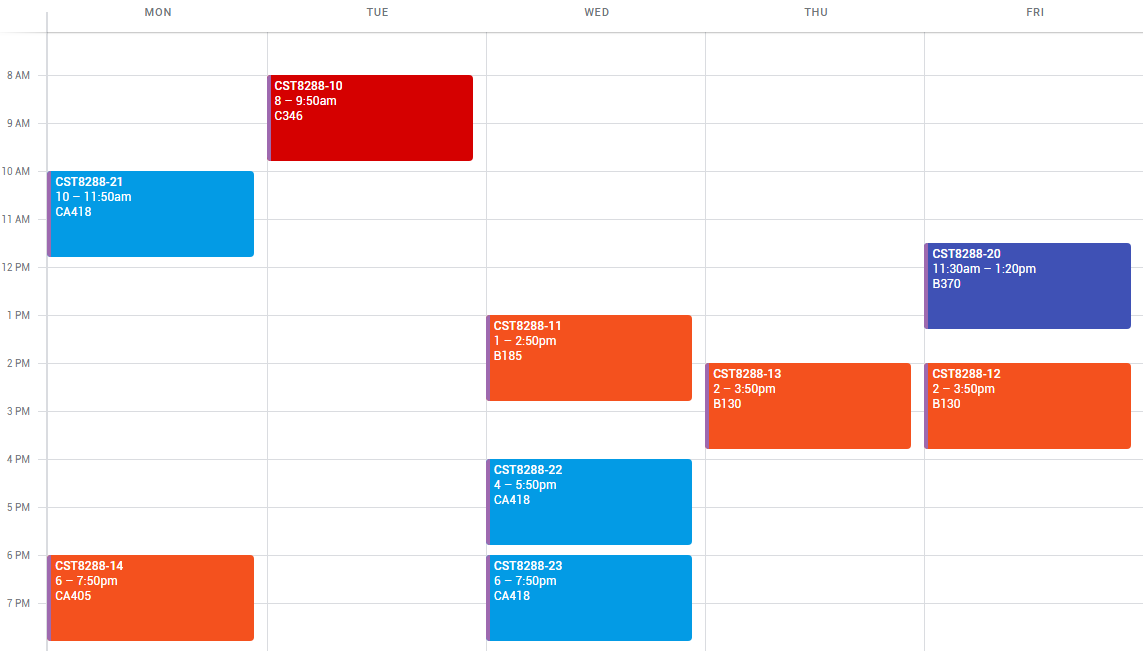 MON
TUE
WED
THU
FRI
8 AM
9 AM
10 AM
11 AM
12 PM
1 PM
2 PM
3 PM
4 PM
5 PM
6 PM
7 PM
CST8288-21
10 – 11:50am
CA418
CST8288-14
6 – 7:50pm
CA405
CST8288-10
8 – 9:50am
C346
CST8288-11
1 – 2:50pm
B185
CST8288-22
4 – 5:50pm
CA418
CST8288-23
6 – 7:50pm
CA418
CST8288-13
2 – 3:50pm
B130
CST8288-20
11:30am – 1:20pm
B370
CST8288-12
2 – 3:50pm
B130